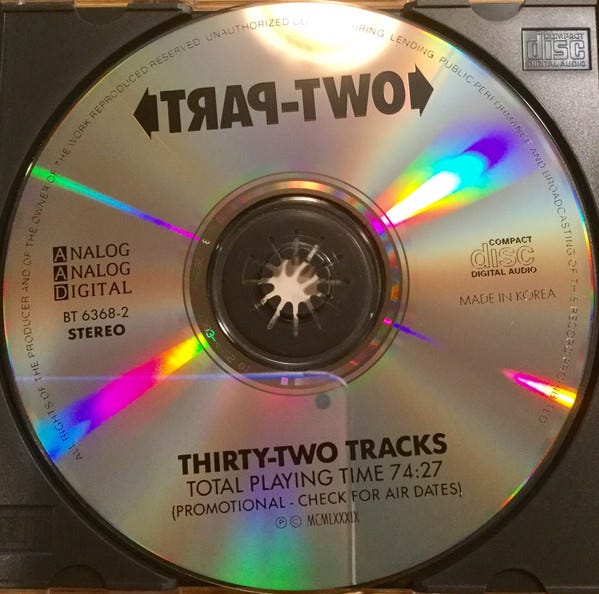 PART-TWO
ALL RIGHTS OF THE PRODUCER AND OF THE OWNER OF THE WORK REPRODUCED RESERVED. UNAUTHORIZED HIRING, LENDING, PUBLIC PERFORMANCE AND BROADCASTING OF THIS RECORD
COMPACT
disc
DIGITAL AUDIO
ANALOG
ANALOG
DIGITAL
BT 6368-2
STEREO
COMPACT
disc
DIGITAL AUDIO
MADE IN KOREA
THIRTY-TWO TRACKS
TOTAL PLAYING TIME 74:27
(PROMOTIONAL - CHECK FOR AIR DATES)
℗ © MCMLXXXIX